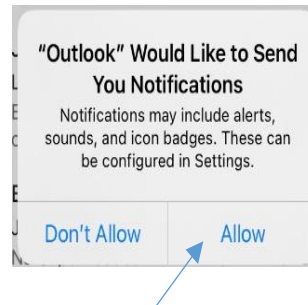 “Outlook” Would Like to Send
You Notifications
Notifications may include alerts,
sounds, and icon badges. These can
be configured in Settings.
Don't Allow
Allow